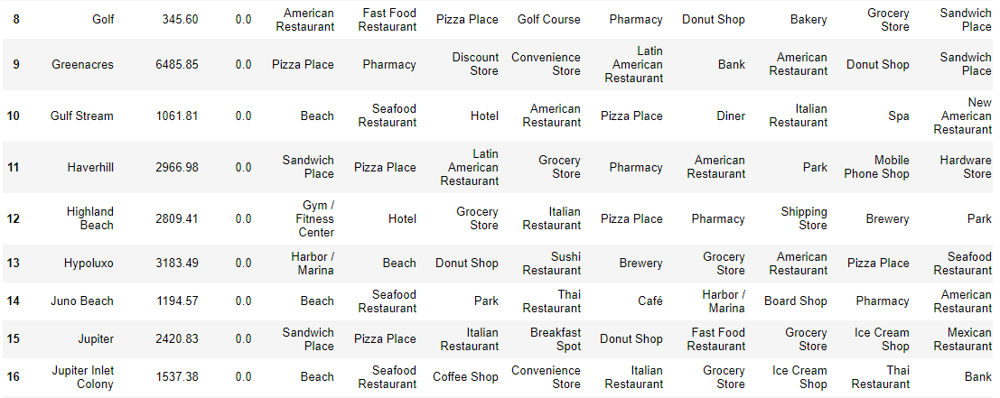 8 Golf 345.60 0.0 American Restaurant Fast Food Restaurant Pizza Place Golf Course Pharmacy Donut Shop Bakery Grocery Store Sandwich Place
9 Greenacres 6485.85 0.0 Pizza Place Pharmacy Discount Store Convenience Store Latin American Restaurant Bank American Restaurant Donut Shop Sandwich Place
10 Gulf Stream 1061.81 0.0 Beach Seafood Restaurant Hotel American Restaurant Pizza Place Diner Italian Restaurant Spa New American Restaurant
11 Haverhill 2966.98 0.0 Sandwich Place Pizza Place Latin American Restaurant Grocery Store Pharmacy American Restaurant Park Mobile Phone Shop Hardware Store
12 Highland Beach 2809.41 0.0 Gym / Fitness Center Hotel Grocery Store Italian Restaurant Pizza Place Pharmacy Shipping Store Brewery Park
13 Hypoluxo 3183.49 0.0 Harbor / Marina Beach Donut Shop Sushi Restaurant Brewery Grocery Store American Restaurant Pizza Place Seafood Restaurant
14 Juno Beach 1194.57 0.0 Beach Seafood Restaurant Park Thai Restaurant Café Harbor / Marina Board Shop Pharmacy American Restaurant
15 Jupiter 2420.83 0.0 Sandwich Place Pizza Place Italian Restaurant Breakfast Spot Donut Shop Fast Food Restaurant Grocery Store Ice Cream Shop Mexican Restaurant
16 Jupiter Inlet Colony 1537.38 0.0 Beach Seafood Restaurant Coffee Shop Convenience Store Italian Restaurant Grocery Store Ice Cream Shop Thai Restaurant Bank